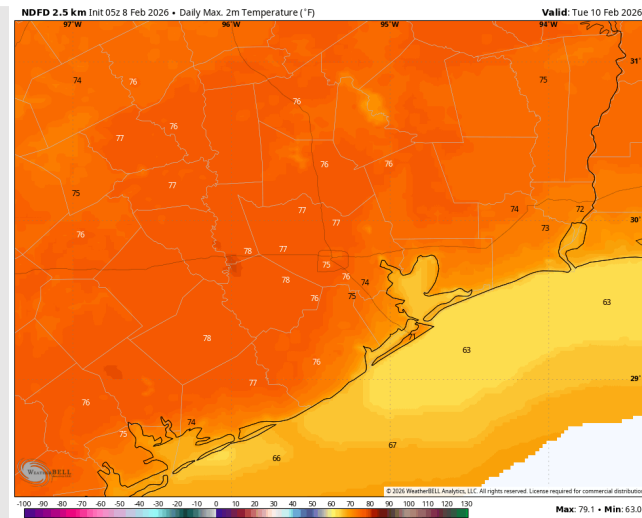 NDFD 2.5 km Init 05z 8 Feb 2026 • Daily Max. 2m Temperature (°F)
Valid: Tue 10 Feb 2026
97°W 96°W 95°W 94°W
31°
74 76 75
76
77 76
76 76
75 77
77 74 72
30°
76 77 73
78 77
75
78 76 74
76 75
63
78 71
63
76
29°
77
76
74
75
67
66
WEATHERBELL
© 2026 WeatherBELL Analytics, LLC. All rights reserved. License required for commercial distribution
-100 -90 -80 -70 -60 -50 -40 -30 -20 -10 0 10 20 30 40 50 60 70 80 90 100 110 120 130
Max: 79.1 • Min: 63.0